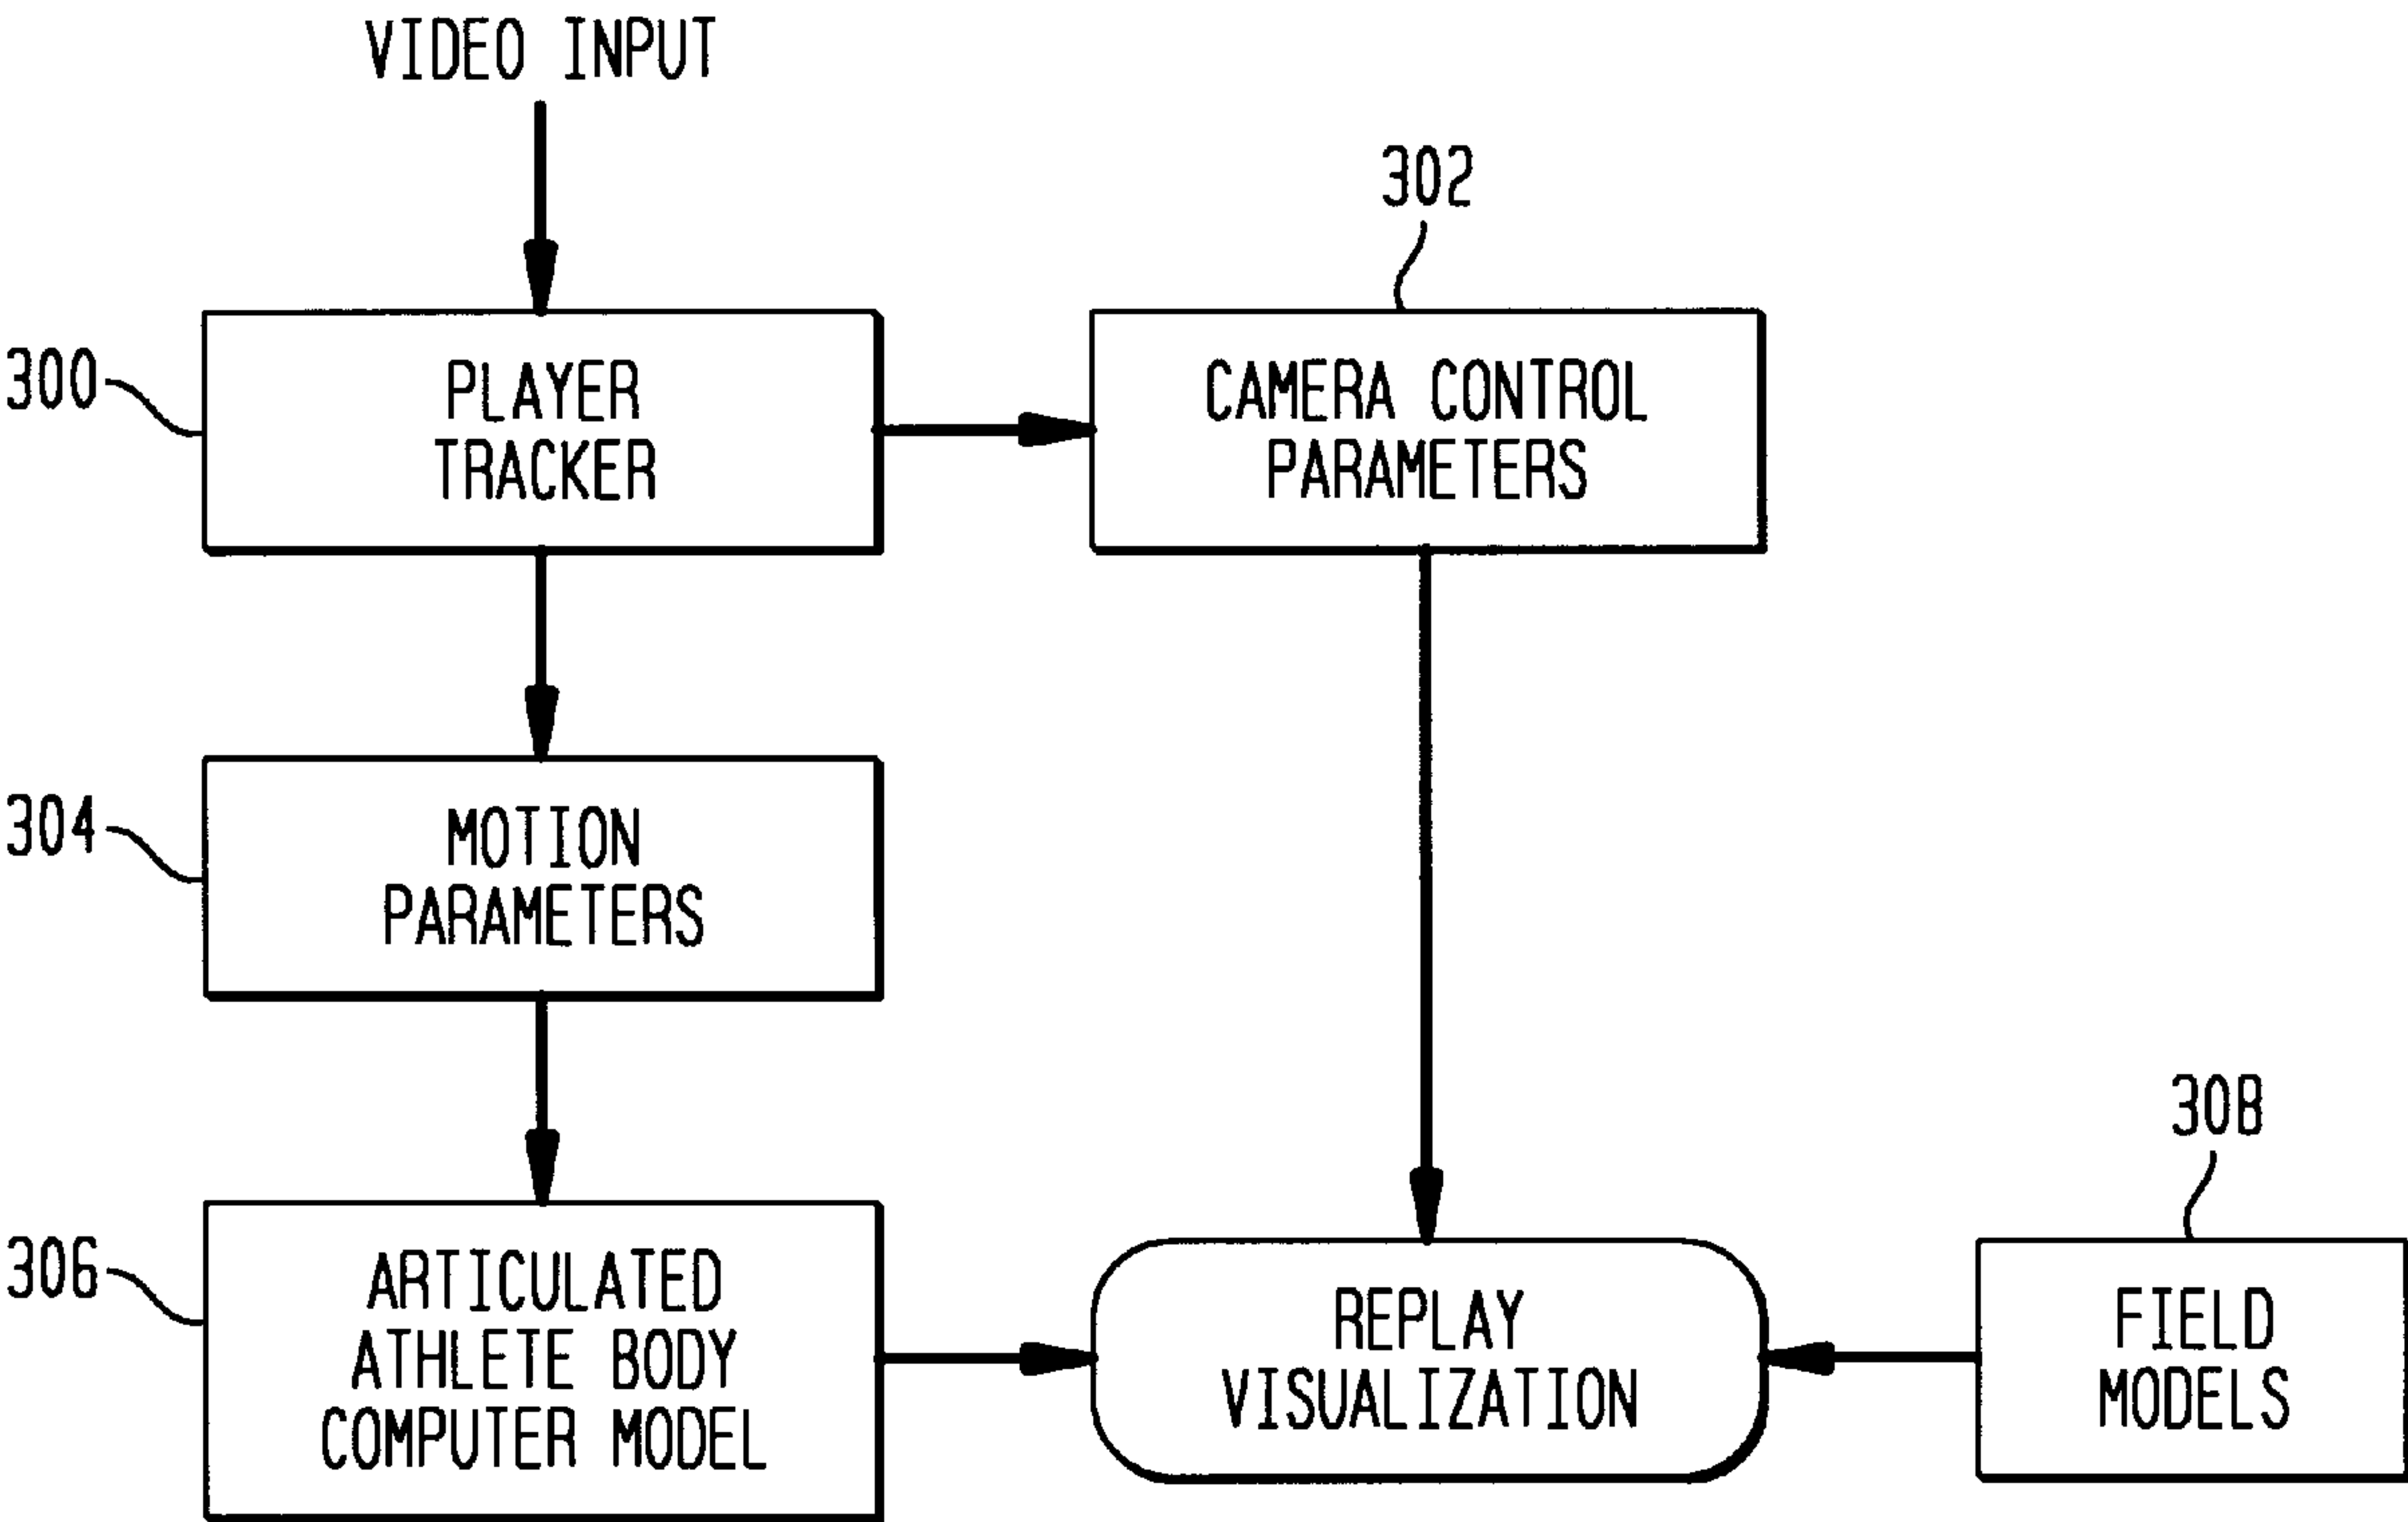 VIDEO INPUT
302
300
PLAYER
TRACKER
CAMERA CONTROL
PARAMETERS
304
MOTION
PARAMETERS
308
306
ARTICULATED
ATHLETE BODY
COMPUTER MODEL
REPLAY
VISUALIZATION
FIELD
MODELS